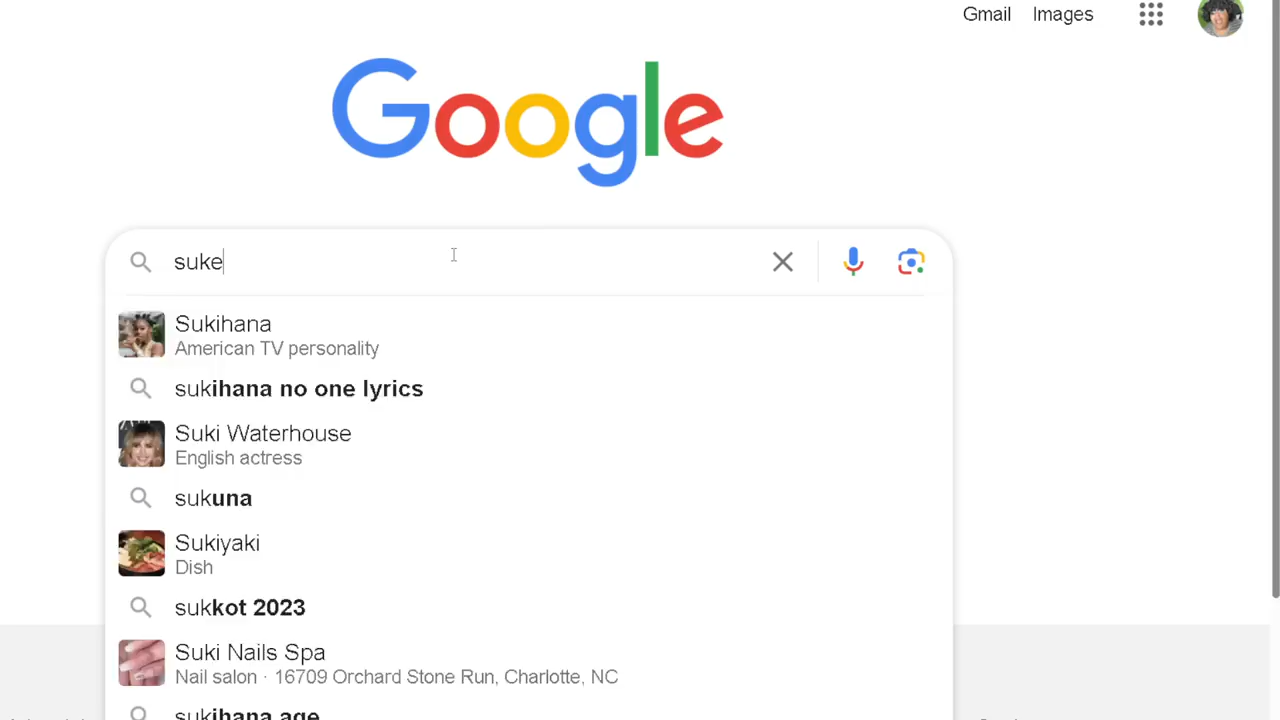 Gmail Images
Google
suke
Sukihana
American TV personality
sukihana no one lyrics
Suki Waterhouse
English actress
sukuna
Sukiyaki
Dish
sukkot 2023
Suki Nails Spa
Nail salon · 16709 Orchard Stone Run, Charlotte, NC
sukihana age